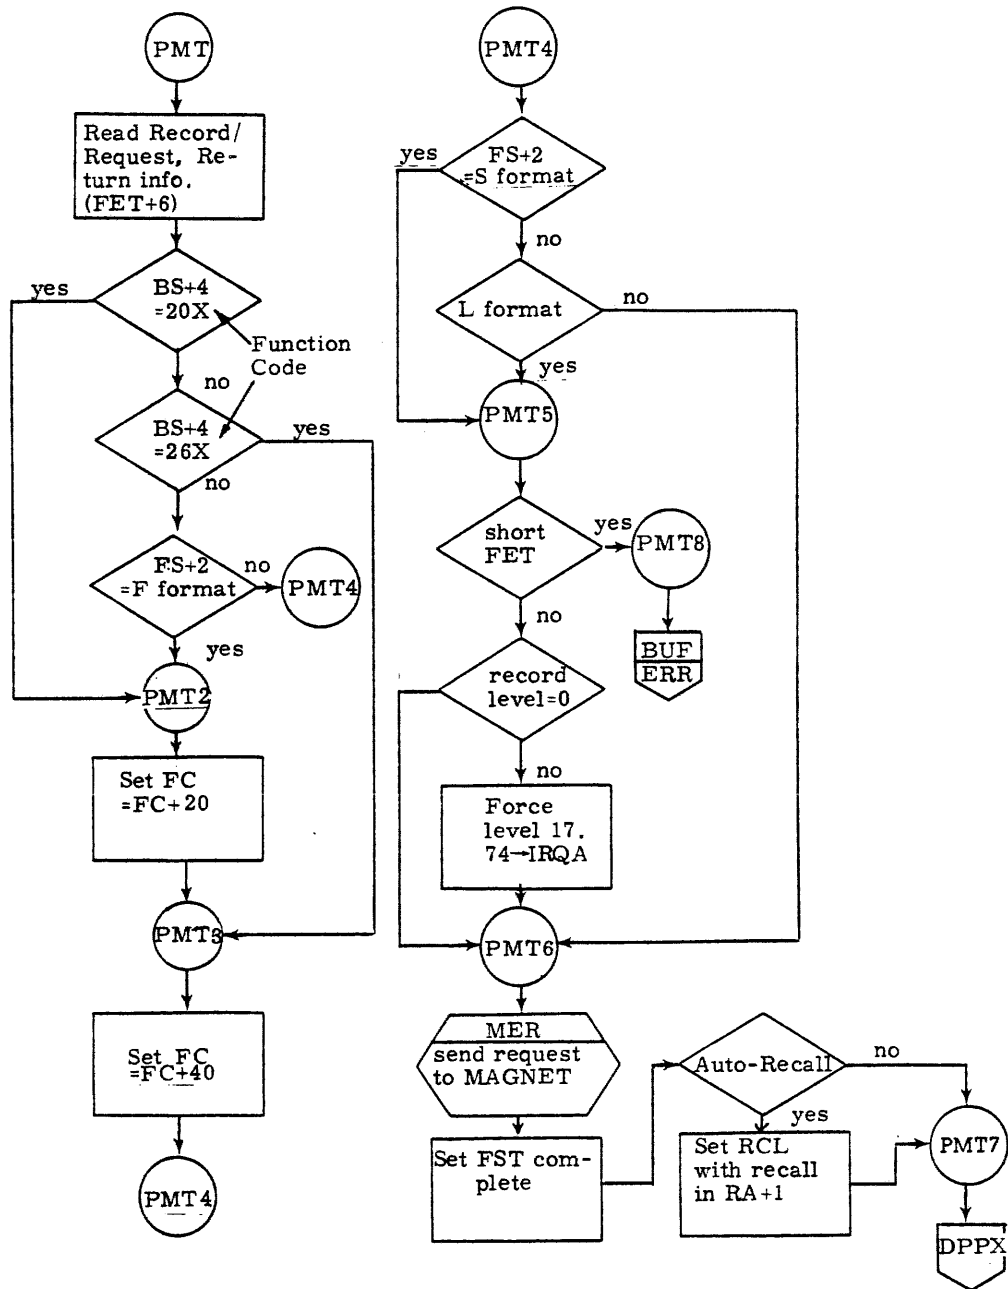 PMT
Read Record/
Request, Re-
turn info.
(FET+6)
yes
BS+4
=20X
Function
Code
no
BS+4
=26X
yes
no
FS+2
=F format
no
PMT4
yes
PMT2
Set FC
=FC+20
PMT3
Set FC
=FC+40
PMT4
PMT4
yes
FS+2
=S format
no
L format
no
yes
PMT5
short
FET
yes
PMT8
BUF
ERR
no
record
level=0
no
Force
level 17.
74→IRQA
PMT6
MER
send request
to MAGNET
Set FST com-
plete
Auto-Recall
no
yes
Set RCL
with recall
in RA+1
PMT7
DPPX